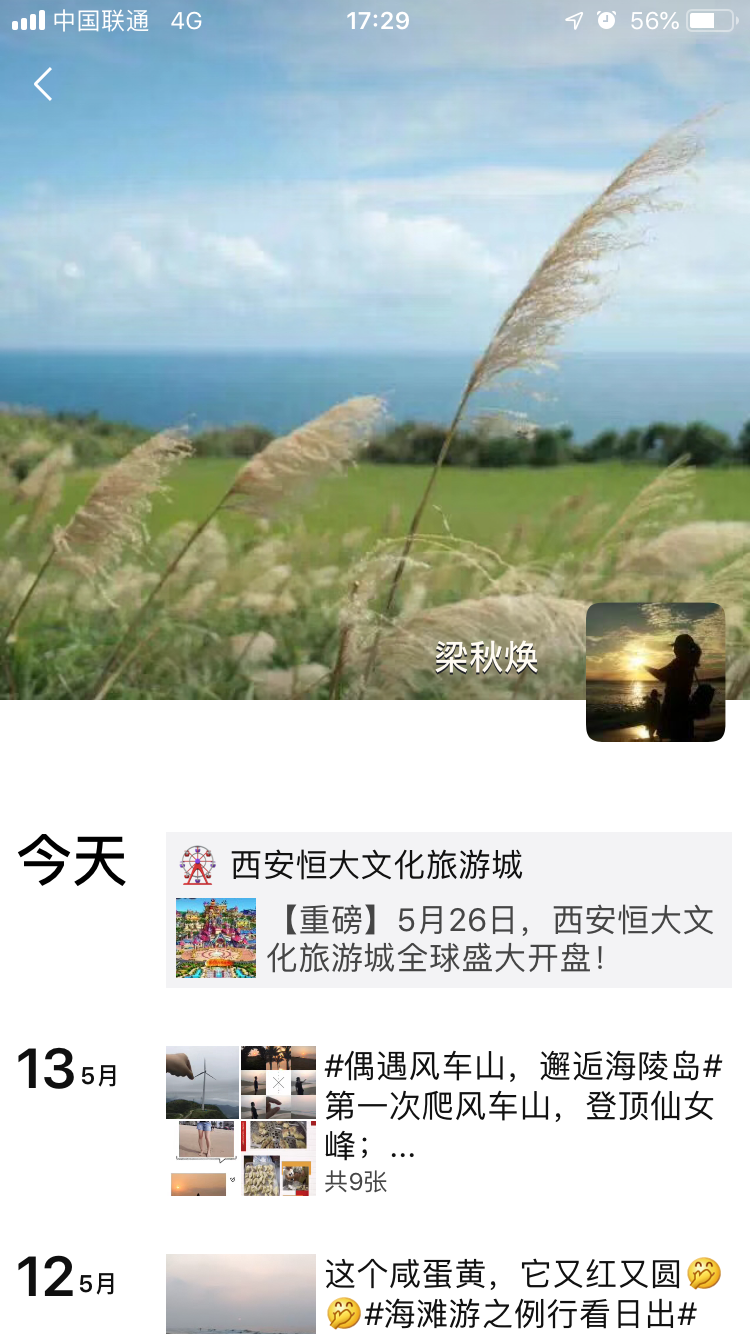 中国联通 4G 17:29 56%
梁秋焕
今天
西安恒大文化旅游城
【重磅】5月26日，西安恒大文
化旅游城全球盛大开盘！
13 5月
#偶遇风车山，邂逅海陵岛#
第一次爬风车山，登顶仙女
峰；...
共9张
12 5月
这个咸蛋黄，它又红又圆🤭
🤭#海滩游之例行看日出#